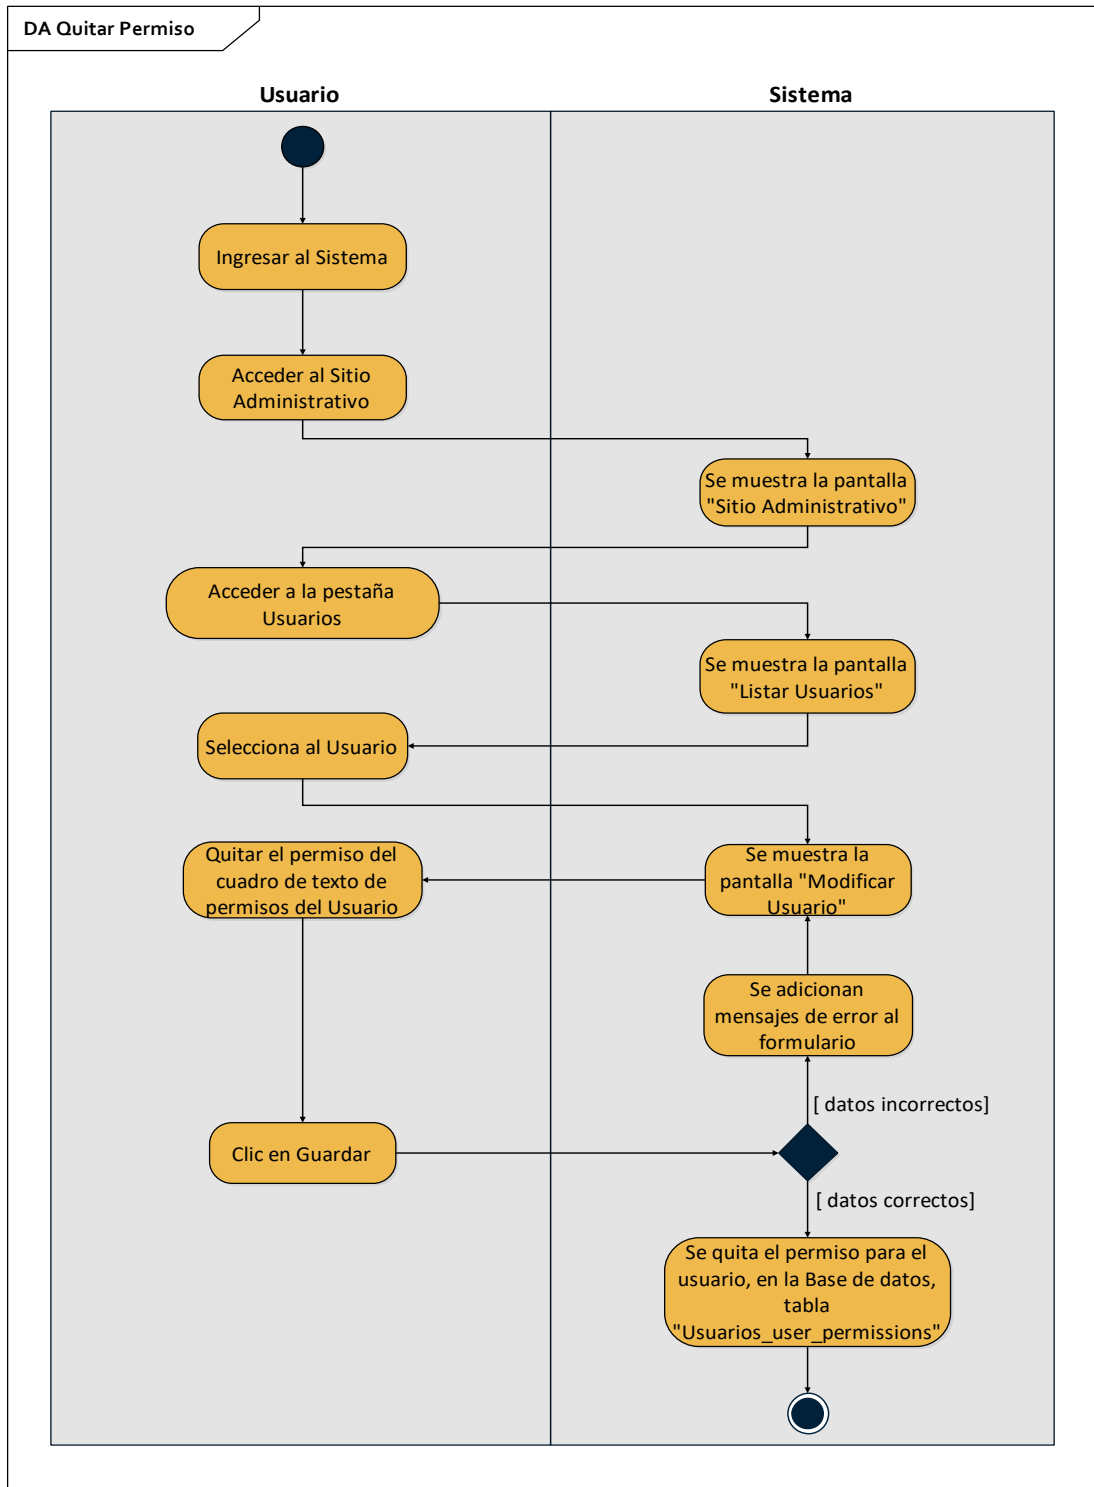 DA Quitar Permiso
Usuario
Sistema
Ingresar al Sistema
Acceder al Sitio
Administrativo
Se muestra la pantalla
"Sitio Administrativo"
Acceder a la pestaña
Usuarios
Se muestra la pantalla
"Listar Usuarios"
Selecciona al Usuario
Se muestra la
pantalla "Modificar
Usuario"
Quitar el permiso del
cuadro de texto de
permisos del Usuario
Se adicionan
mensajes de error al
formulario
[ datos incorrectos]
Clic en Guardar
[ datos correctos]
Se quita el permiso para el
usuario, en la Base de datos,
tabla
"Usuarios_user_permissions"